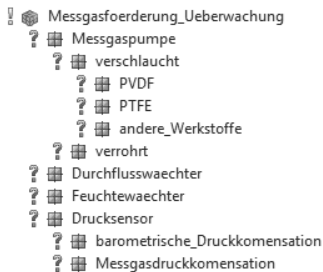 Messgasfoerderung_Ueberwachung
Messgaspumpe
verschlaucht
PVDF
PTFE
andere_Werkstoffe
verrohrt
Durchflusswaechter
Feuchtewaechter
Drucksensor
barometrische_Druckkomensation
Messgasdruckkomensation